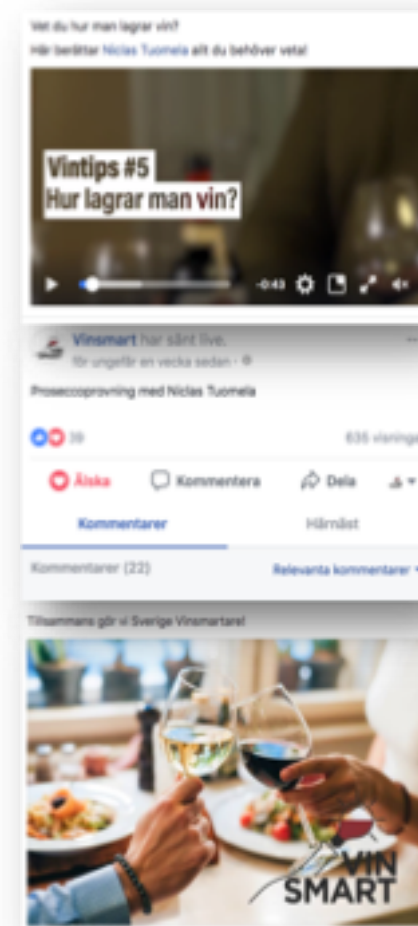 Vet du hur man lagrar vin?
Här berättar Niclas Tuomela allt du behöver veta!
Vintips #5
Hur lagrar man vin?
-0:43
Vinsmart har sänt live.
för ungefär en vecka sedan ·
Proseccoprovning med Niclas Tuomela
39
635 visninga
Älska Kommentera Dela
Kommentarer Härnäst
Kommentarer (22) Relevanta kommentarer
Tillsammans gör vi Sverige Vinsmartare!
VIN
SMART